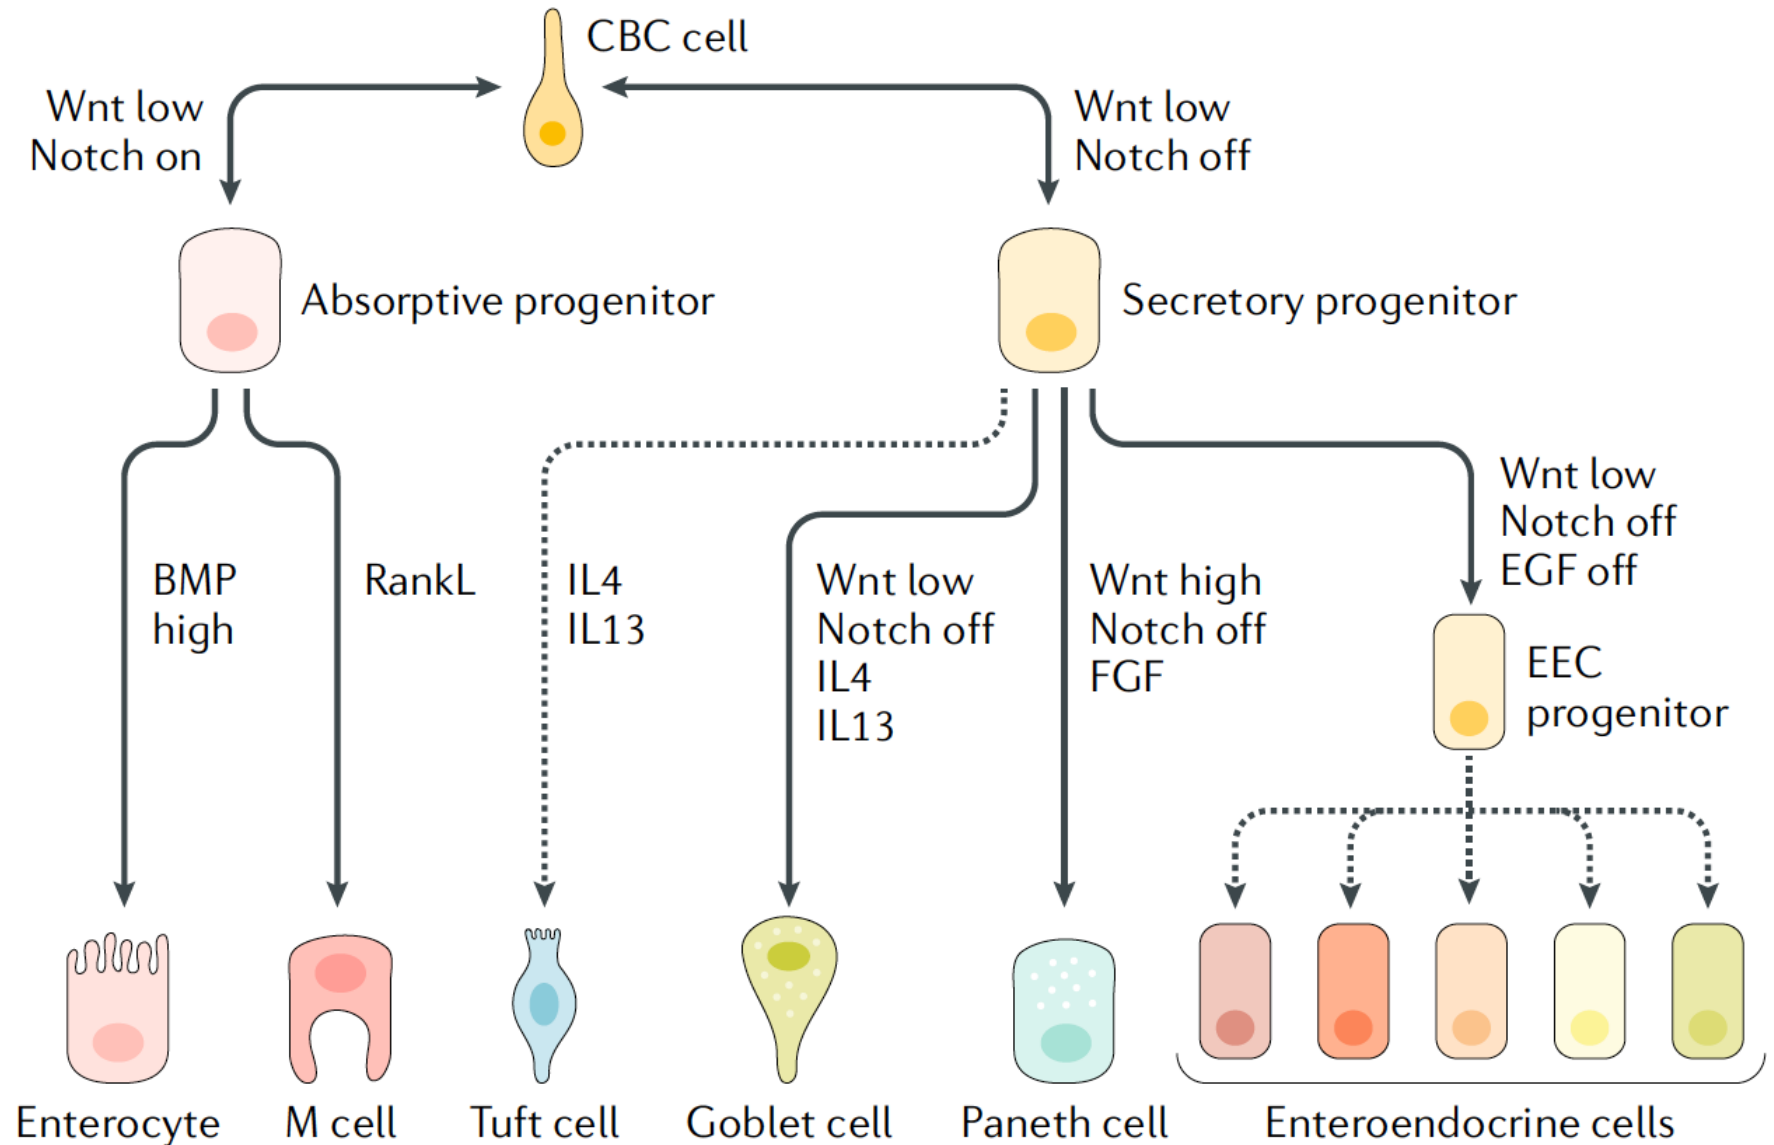 CBC cell
Wnt low
Notch on
Wnt low
Notch off
Absorptive progenitor
Secretory progenitor
BMP
high
RankL
IL4
IL13
Wnt low
Notch off
IL4
IL13
Wnt high
Notch off
FGF
Wnt low
Notch off
EGF off
EEC
progenitor
Enterocyte
M cell
Tuft cell
Goblet cell
Paneth cell
Enteroendocrine cells